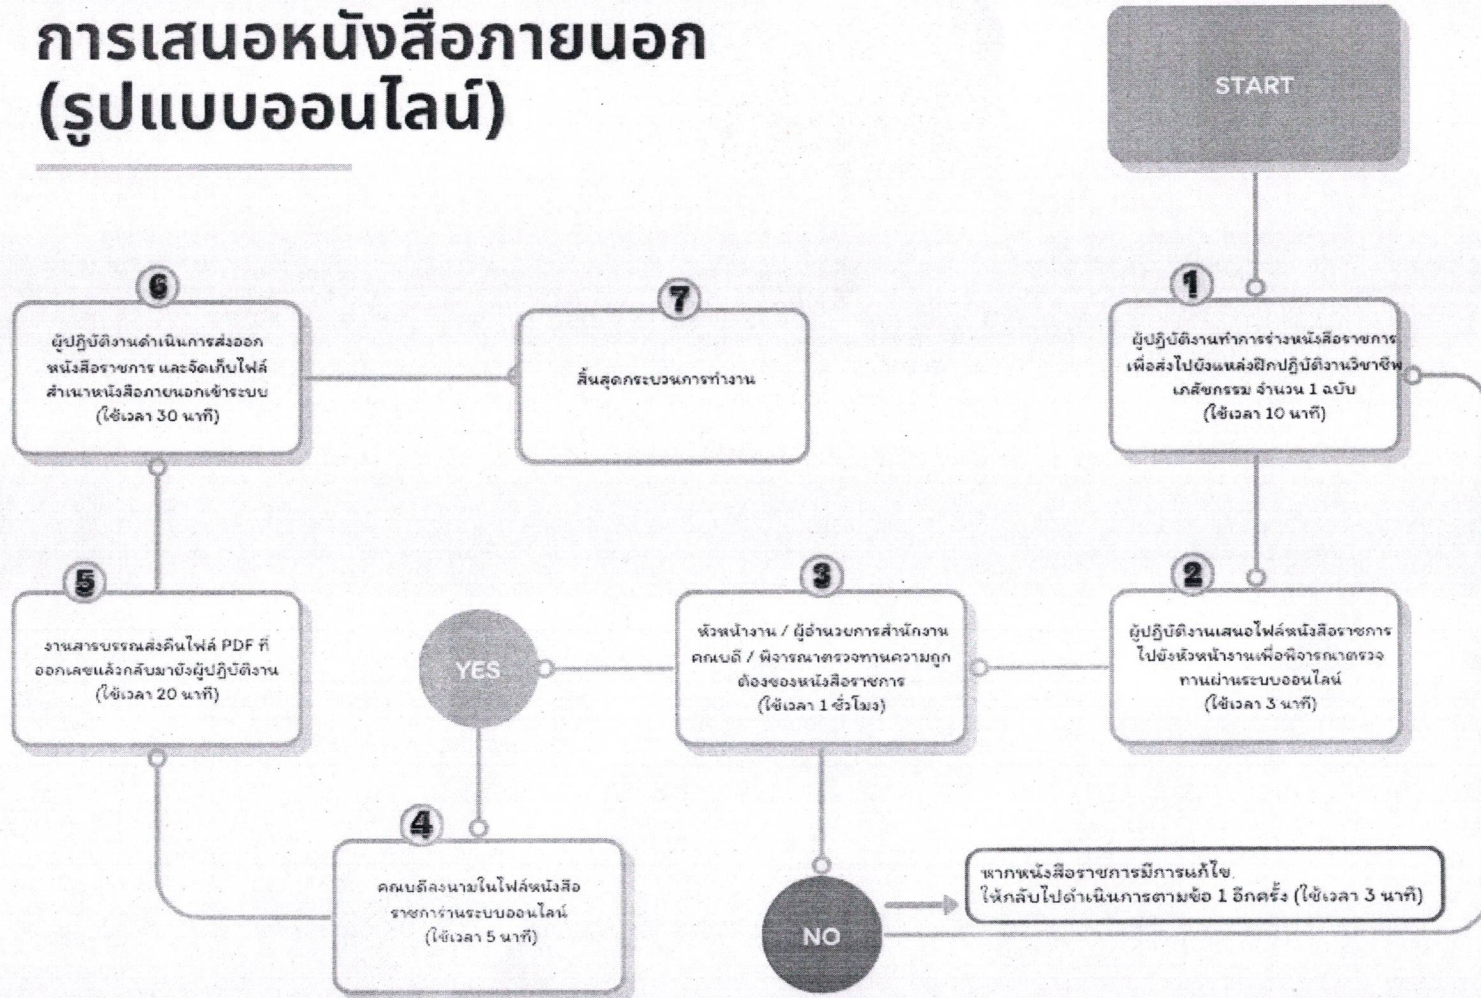 การเสนอหนังสือภายนอก
(รูปแบบออนไลน์)
START
1
ผู้ปฏิบัติงานทำการร่างหนังสือราชการ
เพื่อส่งไปยังแหล่งฝึกปฏิบัติงานวิชาชีพ
เภสัชกรรม จำนวน 1 ฉบับ
(ใช้เวลา 10 นาที)
2
ผู้ปฏิบัติงานเสนอไฟล์หนังสือราชการ
ไปยังหัวหน้างานเพื่อพิจารณาตรวจ
ทานผ่านระบบออนไลน์
(ใช้เวลา 3 นาที)
3
หัวหน้างาน / ผู้อำนวยการสำนักงาน
คณบดี / พิจารณาตรวจทานความถูก
ต้องของหนังสือราชการ
(ใช้เวลา 1 ชั่วโมง)
YES
NO
หากหนังสือราชการมีการแก้ไข
ให้กลับไปดำเนินการตามข้อ 1 อีกครั้ง (ใช้เวลา 3 นาที)
4
คณบดีลงนามในไฟล์หนังสือ
ราชการ่านระบบออนไลน์
(ใช้เวลา 5 นาที)
5
งานสารบรรณส่งคืนไฟล์ PDF ที่
ออกเลขแล้วกลับมายังผู้ปฏิบัติงาน
(ใช้เวลา 20 นาที)
6
ผู้ปฏิบัติงานดำเนินการส่งออก
หนังสือราชการ และจัดเก็บไฟล์
สำเนาหนังสือภายนอกเข้าระบบ
(ใช้เวลา 30 นาที)
7
สิ้นสุดกระบวนการทำงาน